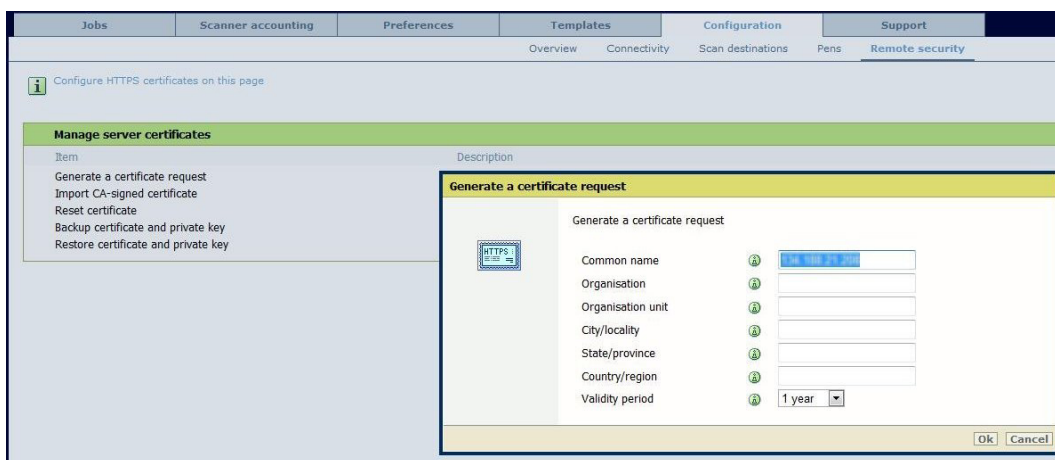 Jobs Scanner accounting Preferences Templates Configuration Support
Overview Connectivity Scan destinations Pens Remote security
Configure HTTPS certificates on this page
Manage server certificates
Item Description
Generate a certificate request
Import CA-signed certificate
Reset certificate
Backup certificate and private key
Restore certificate and private key
Generate a certificate request
Generate a certificate request
HTTPS
Common name
Organisation
Organisation unit
City/locality
State/province
Country/region
Validity period 1 year
Ok Cancel